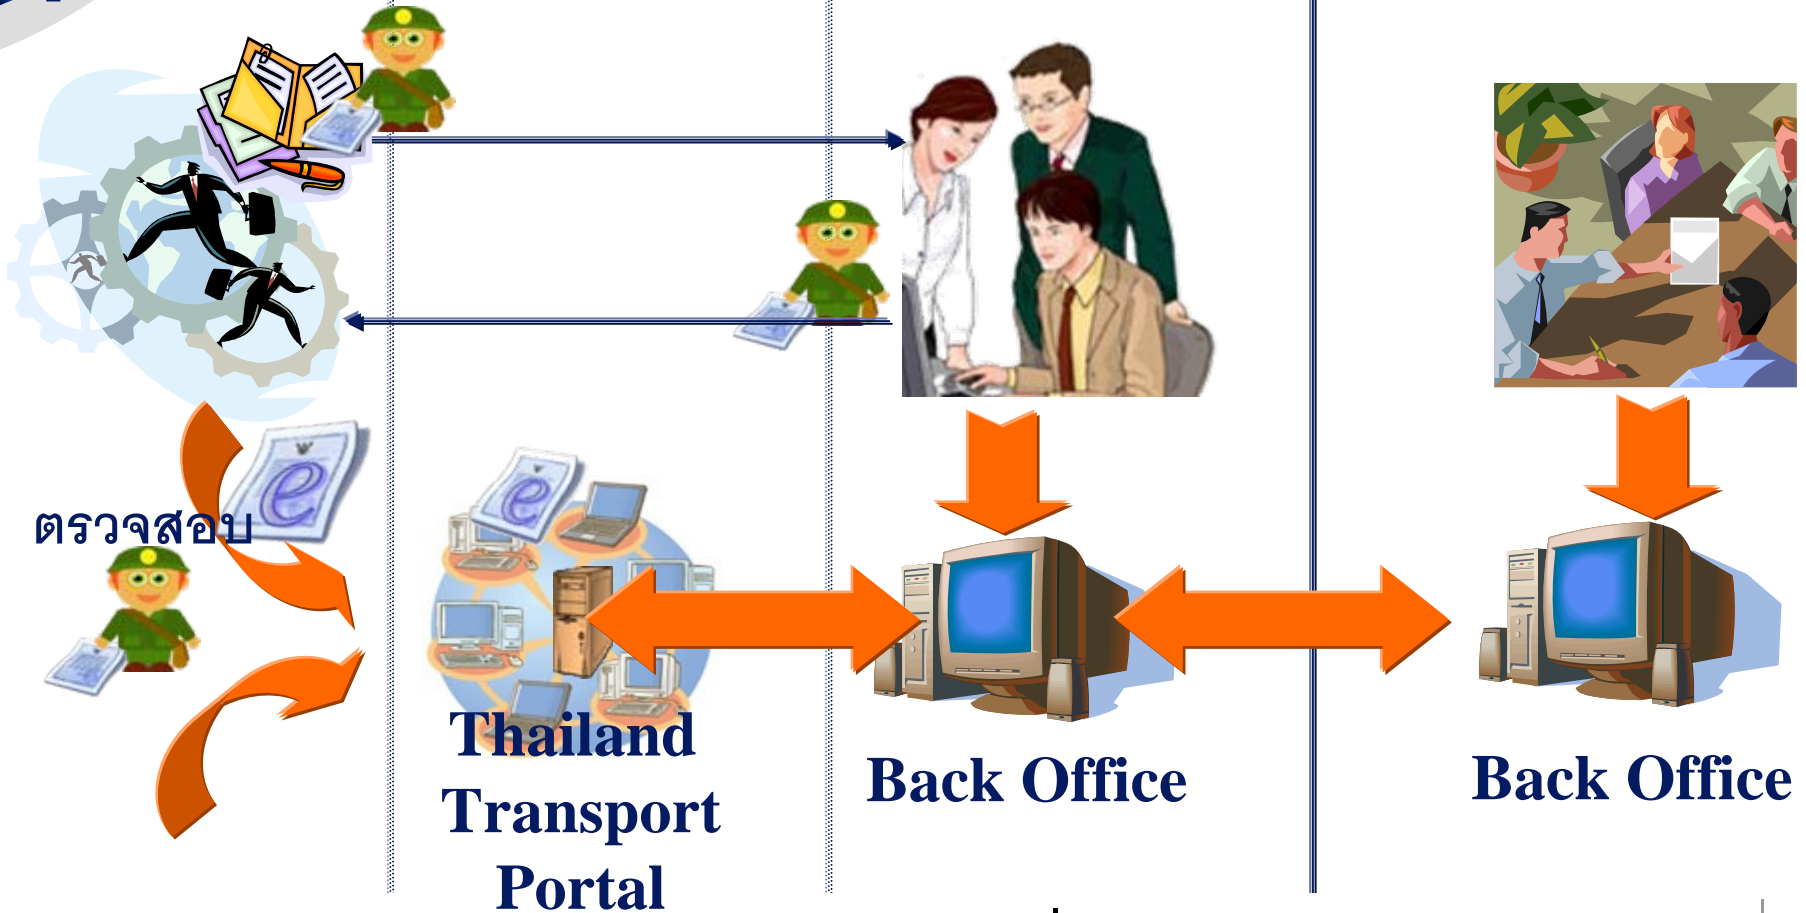 ตรวจสอบ
Thailand
Transport
Portal
Back Office
Back Office